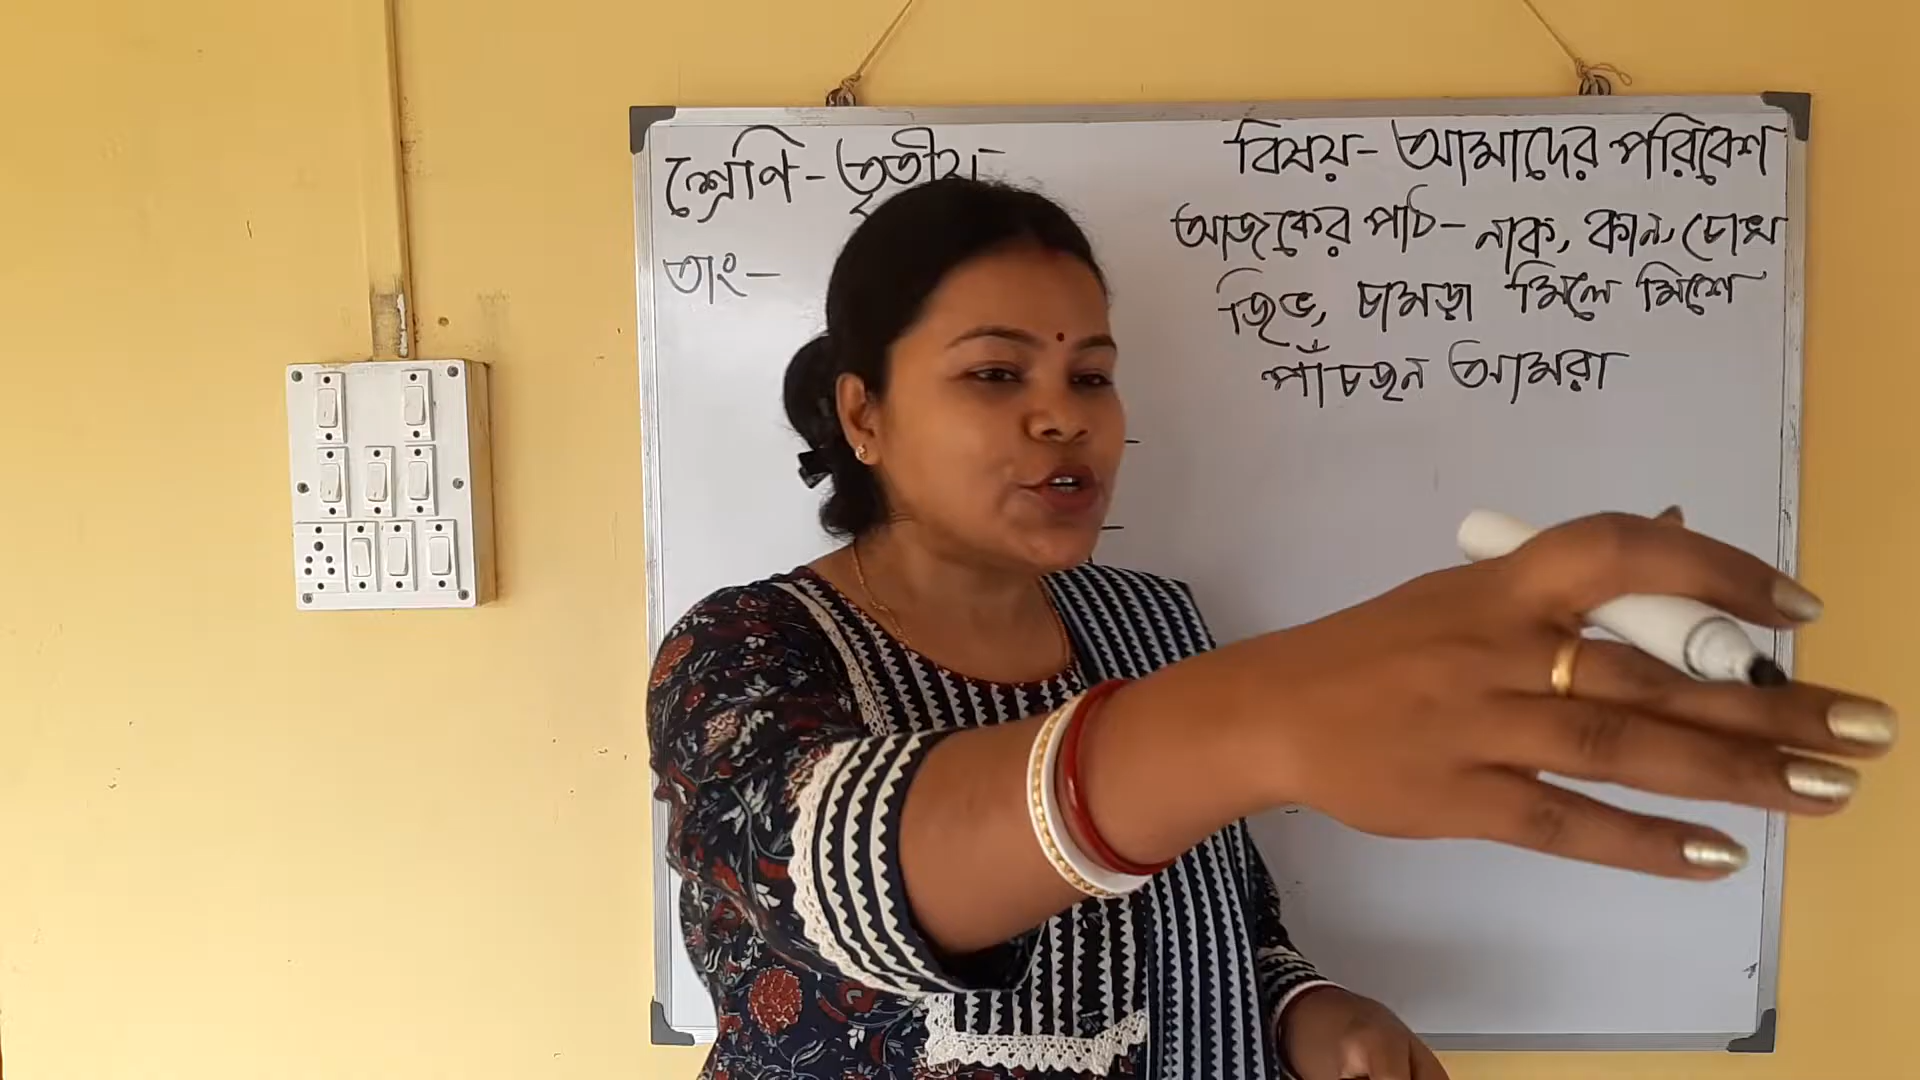 শ্রেণি - তৃতীয়
তাং -
বিষয় - আমাদের পরিবেশ
আজকের পাঠ - নাক, কান, চোখ
জিভ, চামড়া মিলে মিশে
পাঁচজন আমরা